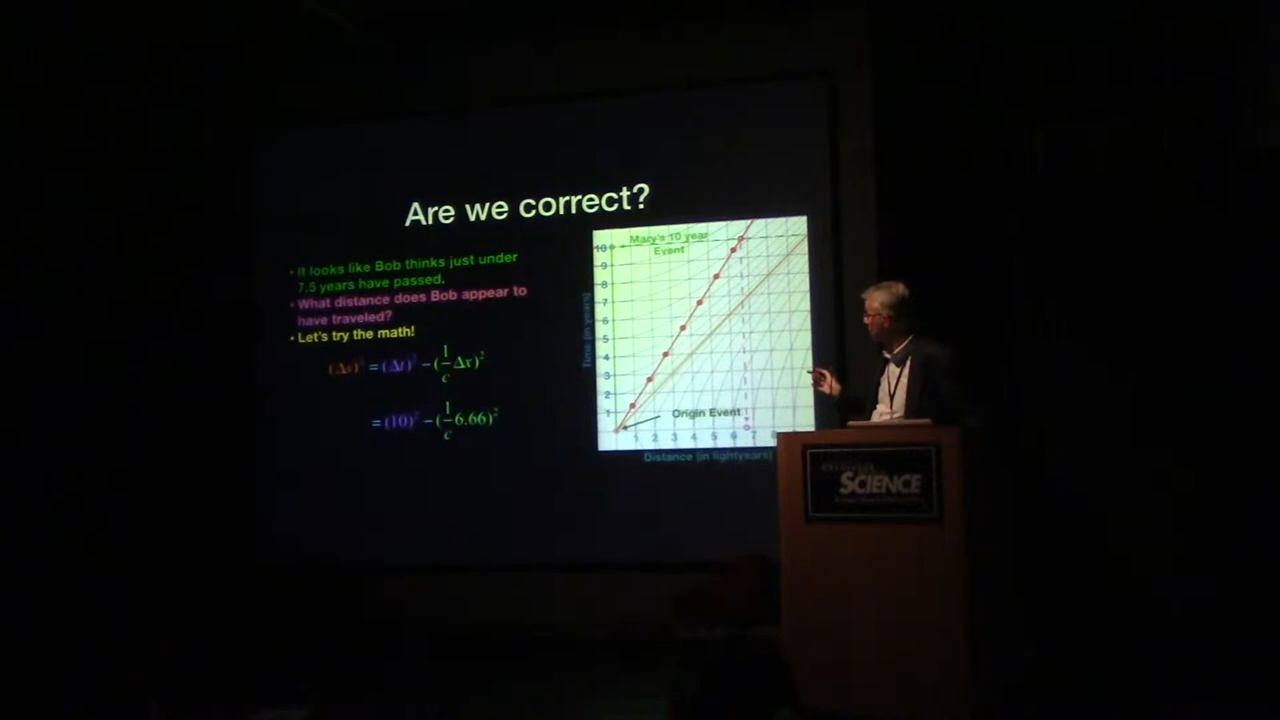 Are we correct?
• It looks like Bob thinks just under
7.5 years have passed.
• What distance does Bob appear to
have traveled?
• Let's try the math!
(Δs)² = (Δt)² − (1/c Δx)²
= (10)² − (1/c 6.66)²
Mary's 10 year
Event
10
9
8
7
6
5
4
3
2
1
Time (in years)
Origin Event
1 2 3 4 5 6 7 8
Distance (in lightyears)
SCIENCE